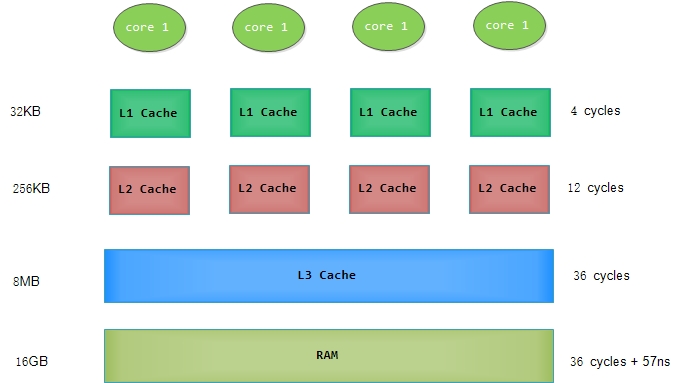 core 1 core 1 core 1 core 1
32KB L1 Cache L1 Cache L1 Cache L1 Cache 4 cycles
256KB L2 Cache L2 Cache L2 Cache L2 Cache 12 cycles
8MB L3 Cache 36 cycles
16GB RAM 36 cycles + 57ns